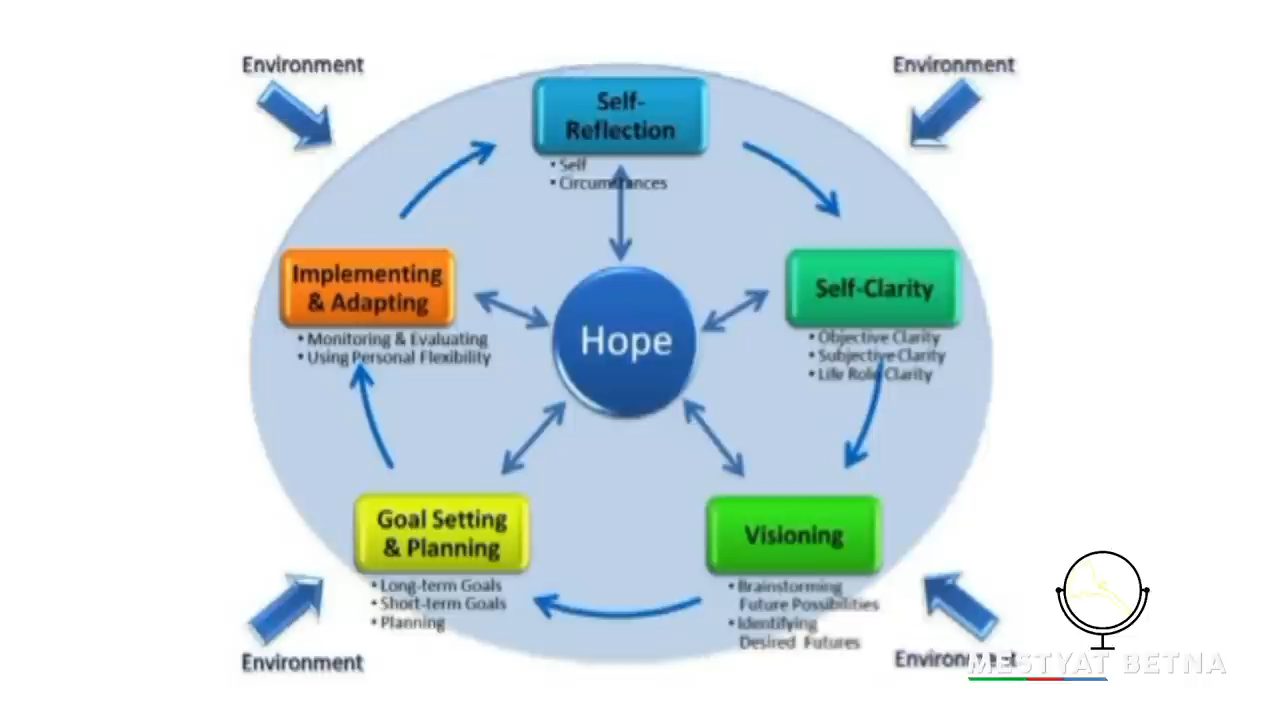 Environment
Environment
Self-
Reflection
• Self
• Circumstances
Implementing
& Adapting
• Monitoring & Evaluating
• Using Personal Flexibility
Hope
Self-Clarity
• Objective Clarity
• Subjective Clarity
• Life Role Clarity
Goal Setting
& Planning
• Long-term Goals
• Short-term Goals
• Planning
Visioning
• Brainstorming
Future Possibilities
• Identifying
Desired Futures
Environment
Environment
MESTYAT BETNA